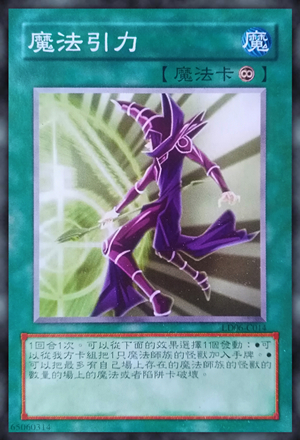 魔法引力
魔
【魔法卡】
1回合1次。可以從下面的效果選擇1個發動：●可
以從我方卡組把1只魔法師族的怪獸加入手牌。●
可以把最多有自己場上存在的魔法師族的怪獸的
數量的場上的魔法或者陷阱卡破壞。
65060314